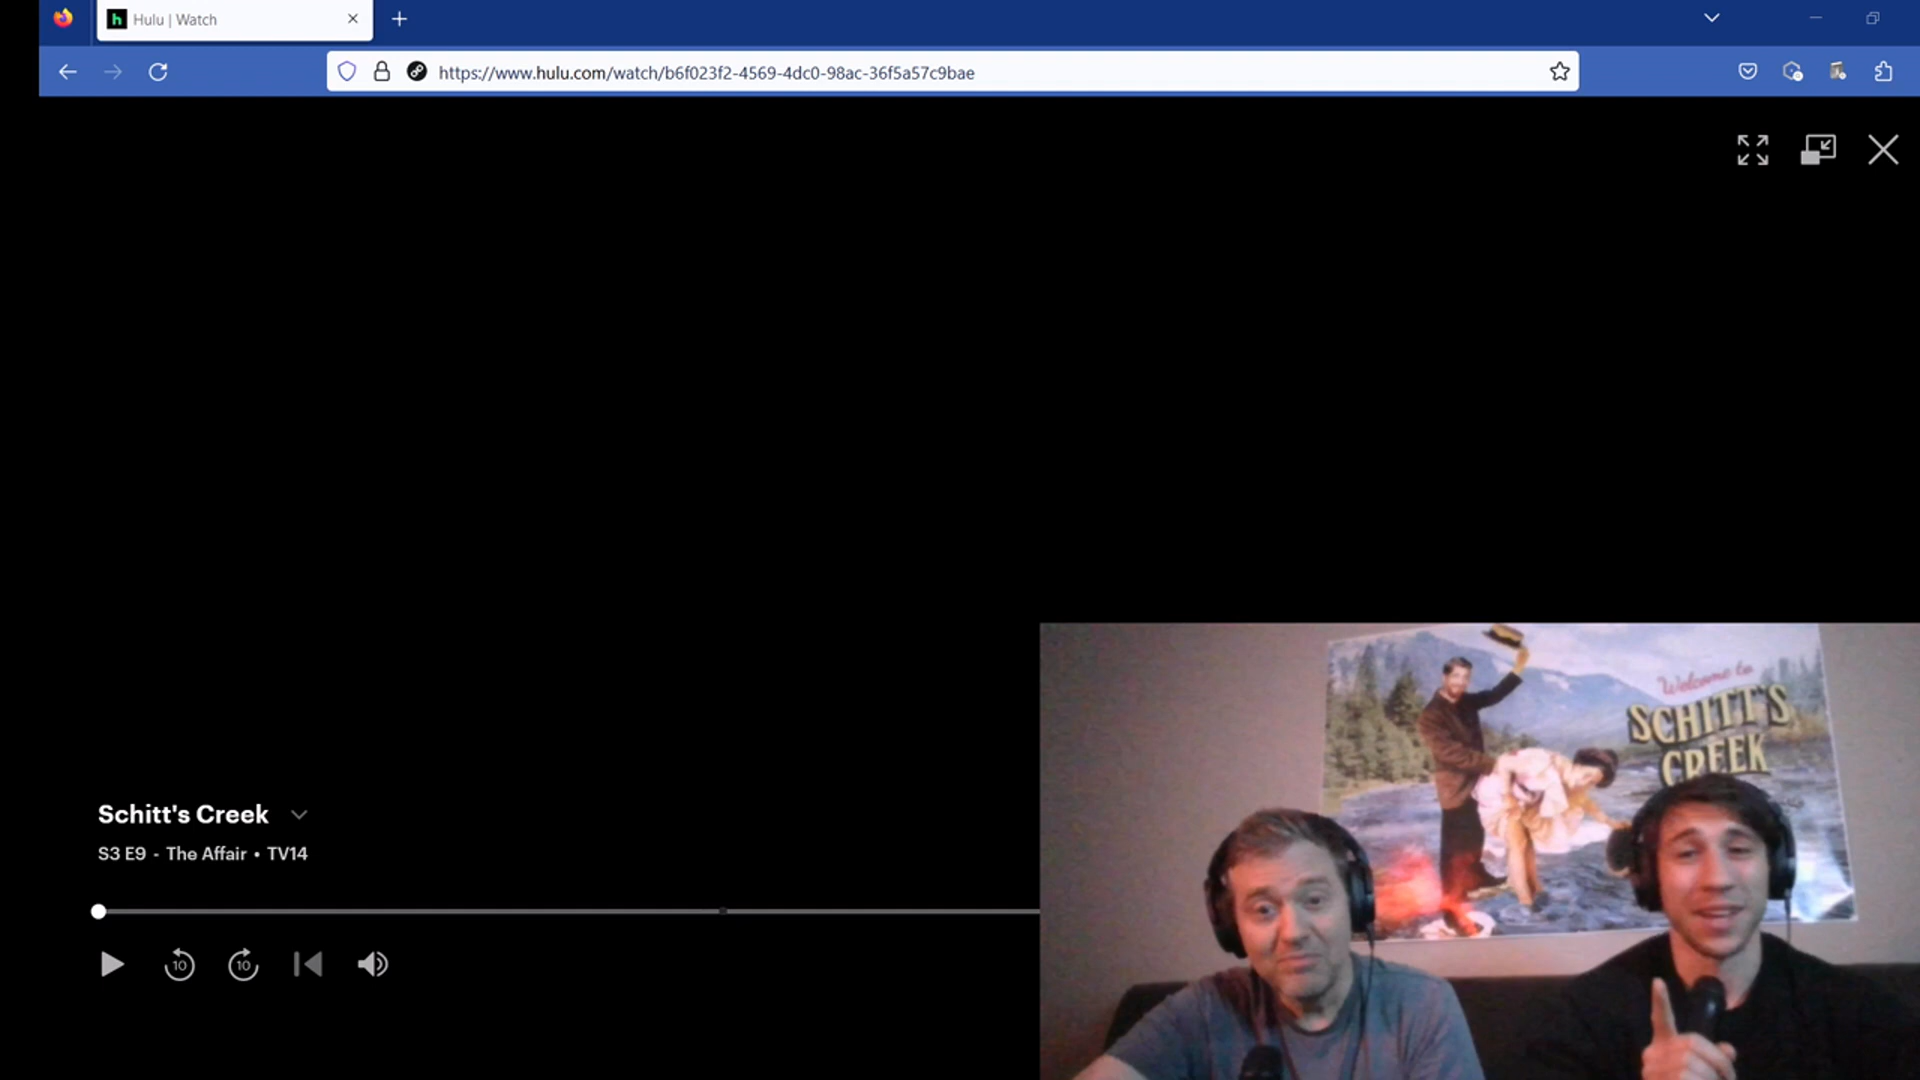 h Hulu | Watch
https://www.hulu.com/watch/b6f023f2-4569-4dc0-98ac-36f5a57c9bae
Welcome to
SCHITT'S
CREEK
Schitt's Creek
S3 E9 - The Affair • TV14
10
10